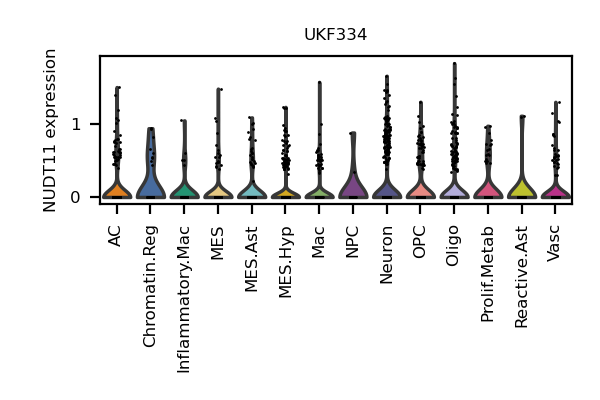 UKF334
NUDT11 expression
1
0
AC
Chromatin.Reg
Inflammatory.Mac
MES
MES.Ast
MES.Hyp
Mac
NPC
Neuron
OPC
Oligo
Prolif.Metab
Reactive.Ast
Vasc